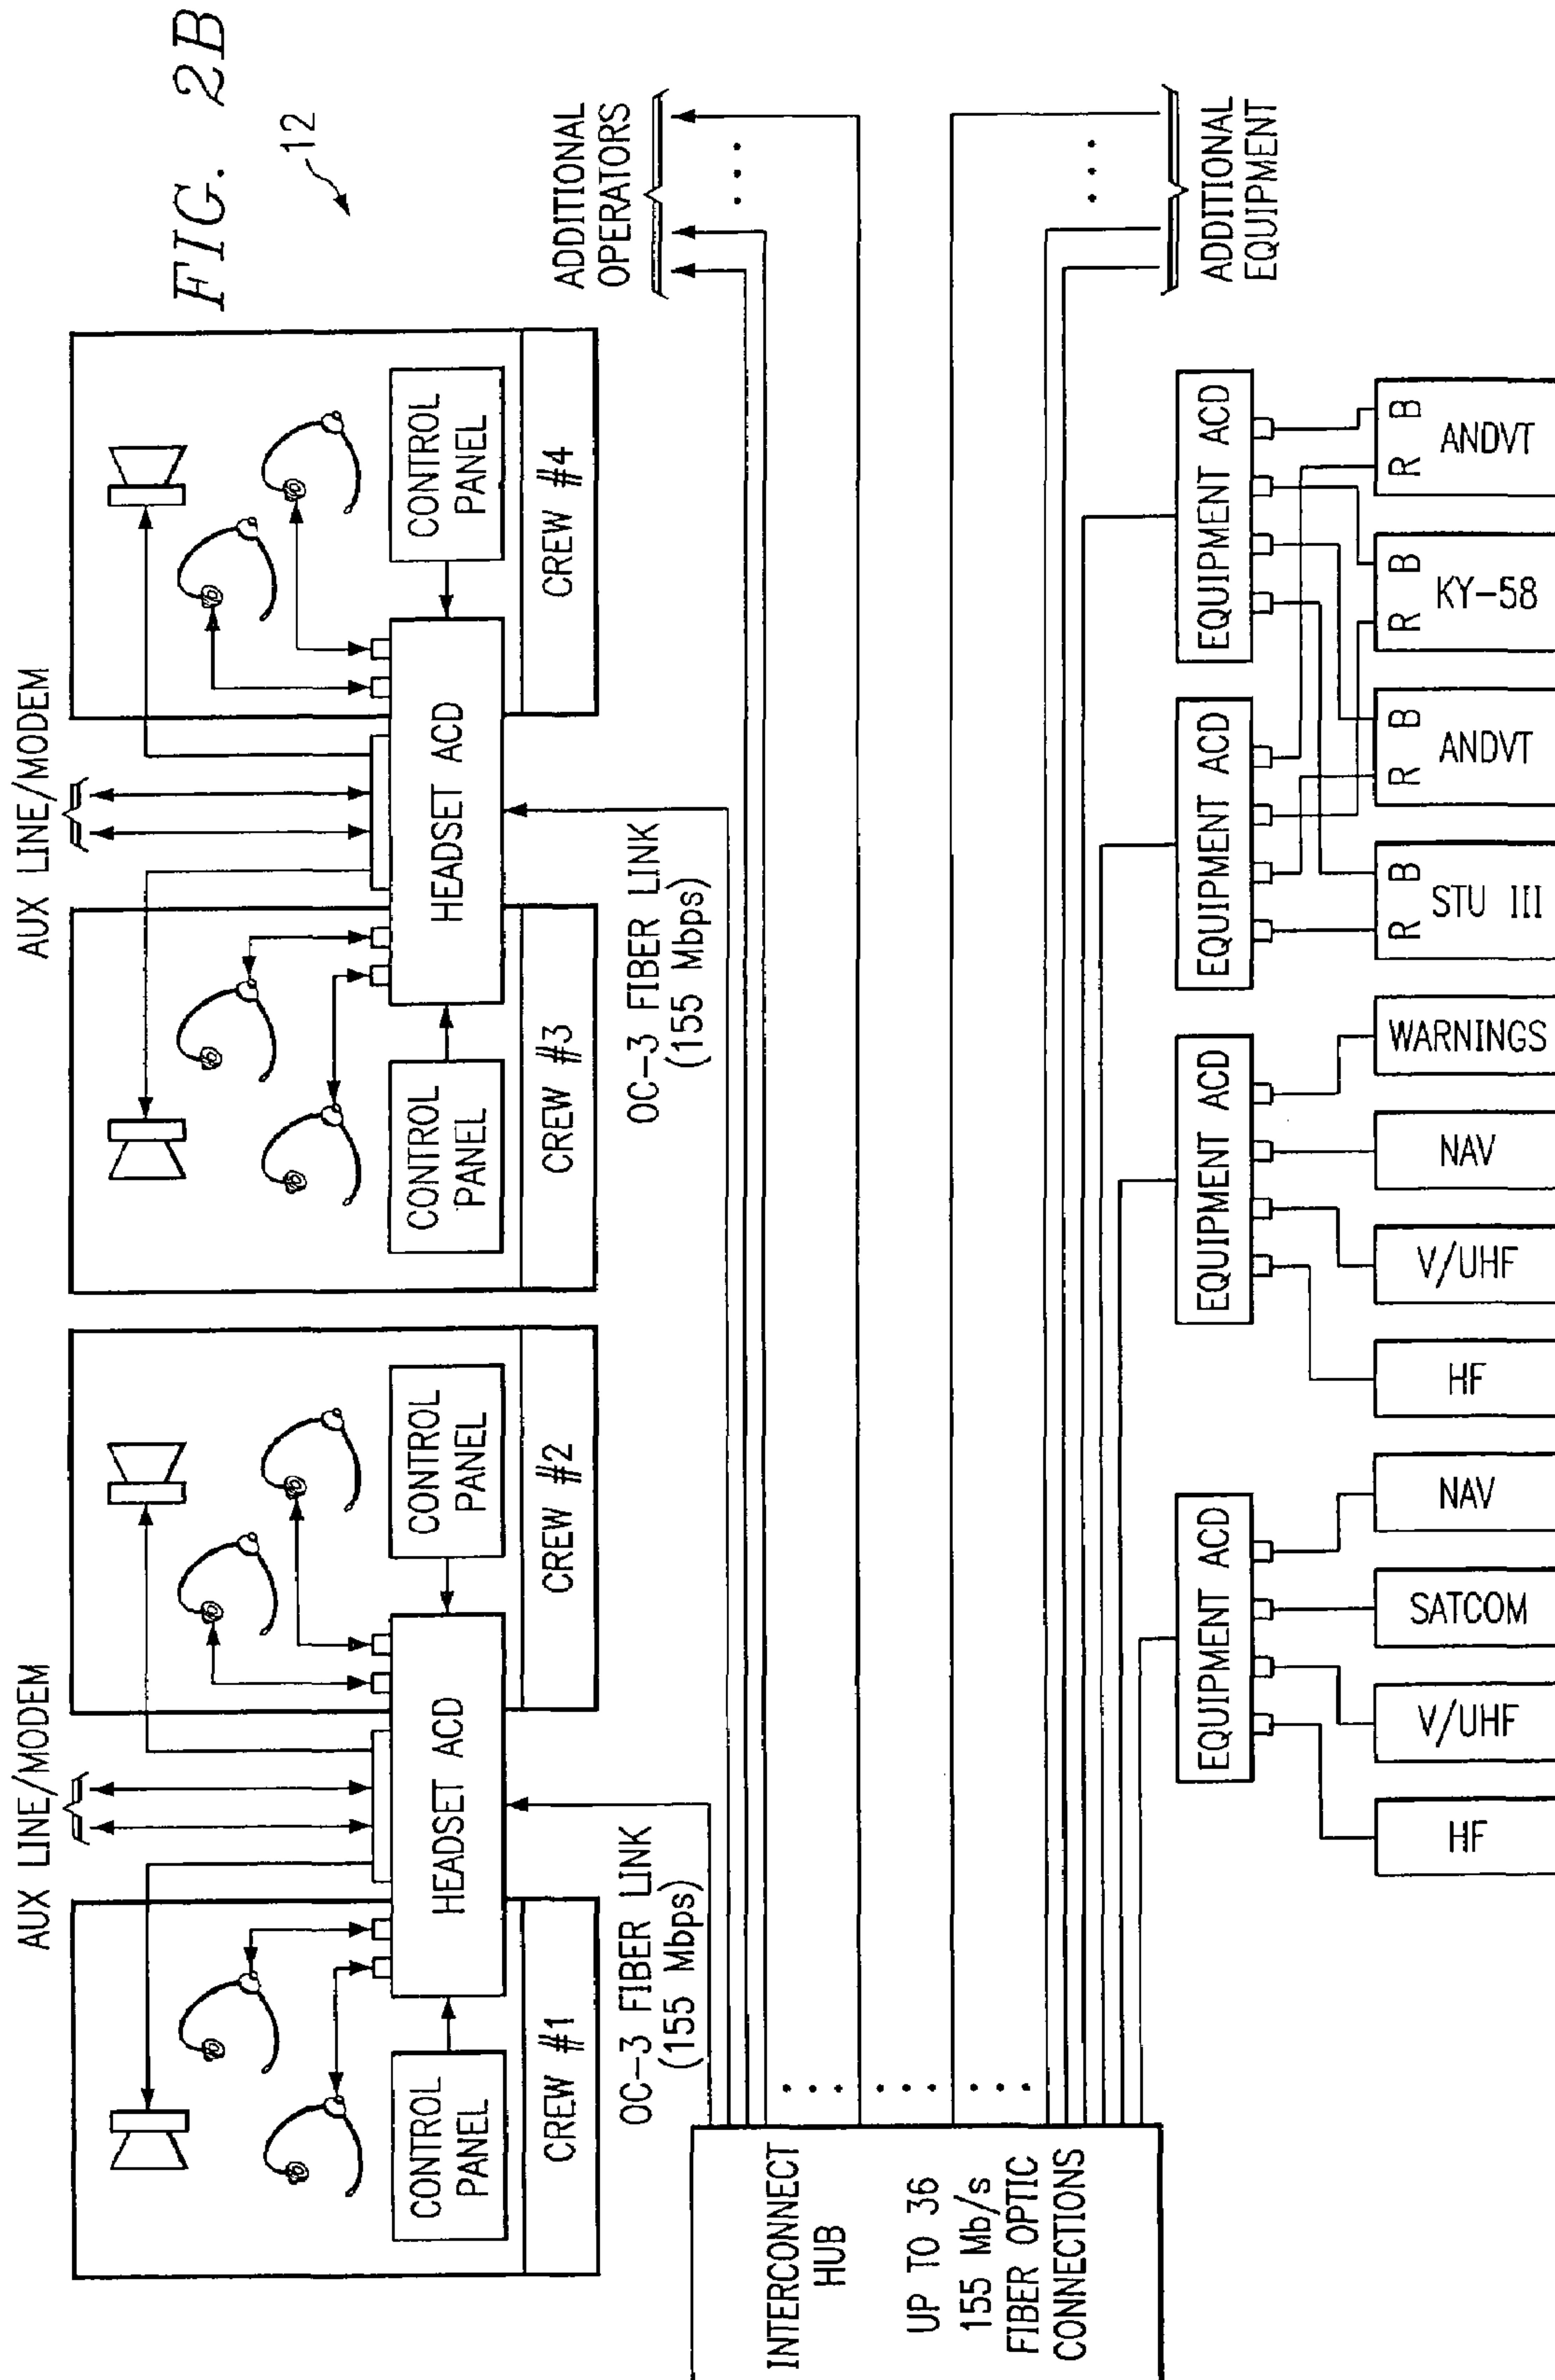 FIG. 2B
12
AUX LINE/MODEM
AUX LINE/MODEM
CONTROL
PANEL
HEADSET ACD
CONTROL
PANEL
CONTROL
PANEL
HEADSET ACD
CONTROL
PANEL
CREW #1
CREW #2
CREW #3
CREW #4
ADDITIONAL
OPERATORS
OC-3 FIBER LINK
(155 Mbps)
OC-3 FIBER LINK
(155 Mbps)
INTERCONNECT
HUB
UP TO 36
155 Mb/s
FIBER OPTIC
CONNECTIONS
ADDITIONAL
EQUIPMENT
EQUIPMENT ACD
EQUIPMENT ACD
EQUIPMENT ACD
EQUIPMENT ACD
HF
V/UHF
SATCOM
NAV
HF
V/UHF
NAV
WARNINGS
R B
STU III
R B
ANDVT
R B
KY-58
R B
ANDVT